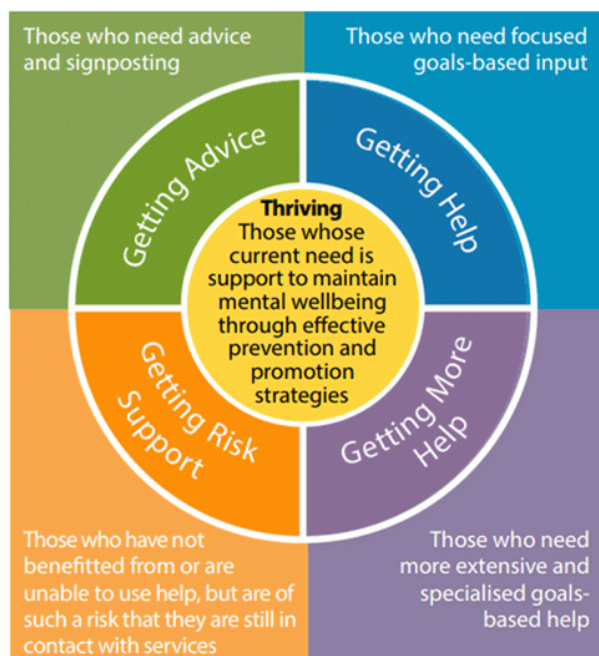 Those who need advice
and signposting
Those who need focused
goals-based input
Getting Advice
Getting Help
Thriving
Those whose
current need is
support to maintain
mental wellbeing
through effective
prevention and
promotion
strategies
Getting Risk
Support
Getting More
Help
Those who have not
benefitted from or are
unable to use help, but are of
such a risk that they are still in
contact with services
Those who need
more extensive and
specialised goals-
based help